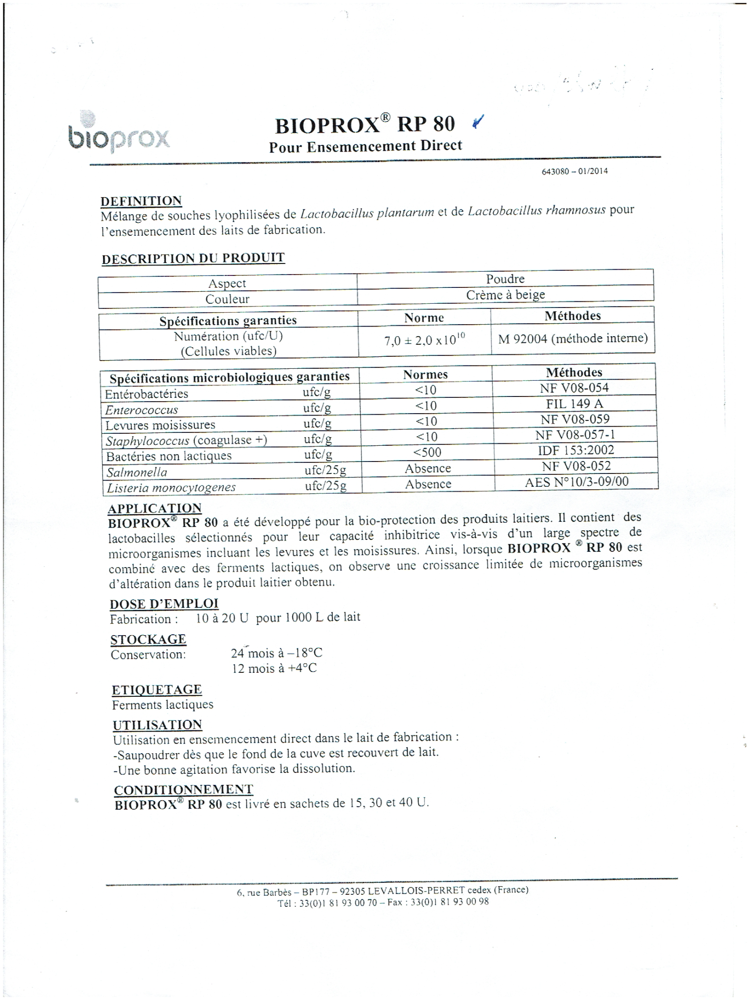 bioprox
BIOPROX® RP 80
Pour Ensemencement Direct
643080 – 01/2014
DEFINITION
Mélange de souches lyophilisées de Lactobacillus plantarum et de Lactobacillus rhamnosus pour
l'ensemencement des laits de fabrication.
DESCRIPTION DU PRODUIT
Aspect Poudre
Couleur Crème à beige
Spécifications garanties Norme Méthodes
Numération (ufc/U)
(Cellules viables) 7,0 ± 2,0 x10¹⁰ M 92004 (méthode interne)
Spécifications microbiologiques garanties Normes Méthodes
Entérobactéries ufc/g <10 NF V08-054
Enterococcus ufc/g <10 FIL 149 A
Levures moisissures ufc/g <10 NF V08-059
Staphylococcus (coagulase +) ufc/g <10 NF V08-057-1
Bactéries non lactiques ufc/g <500 IDF 153:2002
Salmonella ufc/25g Absence NF V08-052
Listeria monocytogenes ufc/25g Absence AES N°10/3-09/00
APPLICATION
BIOPROX® RP 80 a été développé pour la bio-protection des produits laitiers. Il contient des
lactobacilles sélectionnés pour leur capacité inhibitrice vis-à-vis d'un large spectre de
microorganismes incluant les levures et les moisissures. Ainsi, lorsque BIOPROX ® RP 80 est
combiné avec des ferments lactiques, on observe une croissance limitée de microorganismes
d'altération dans le produit laitier obtenu.
DOSE D'EMPLOI
Fabrication : 10 à 20 U pour 1000 L de lait
STOCKAGE
Conservation: 24 mois à –18°C
12 mois à +4°C
ETIQUETAGE
Ferments lactiques
UTILISATION
Utilisation en ensemencement direct dans le lait de fabrication :
-Saupoudrer dès que le fond de la cuve est recouvert de lait.
-Une bonne agitation favorise la dissolution.
CONDITIONNEMENT
BIOPROX® RP 80 est livré en sachets de 15, 30 et 40 U.
6, rue Barbès – BP177 – 92305 LEVALLOIS-PERRET cedex (France)
Tél : 33(0)1 81 93 00 70 – Fax : 33(0)1 81 93 00 98